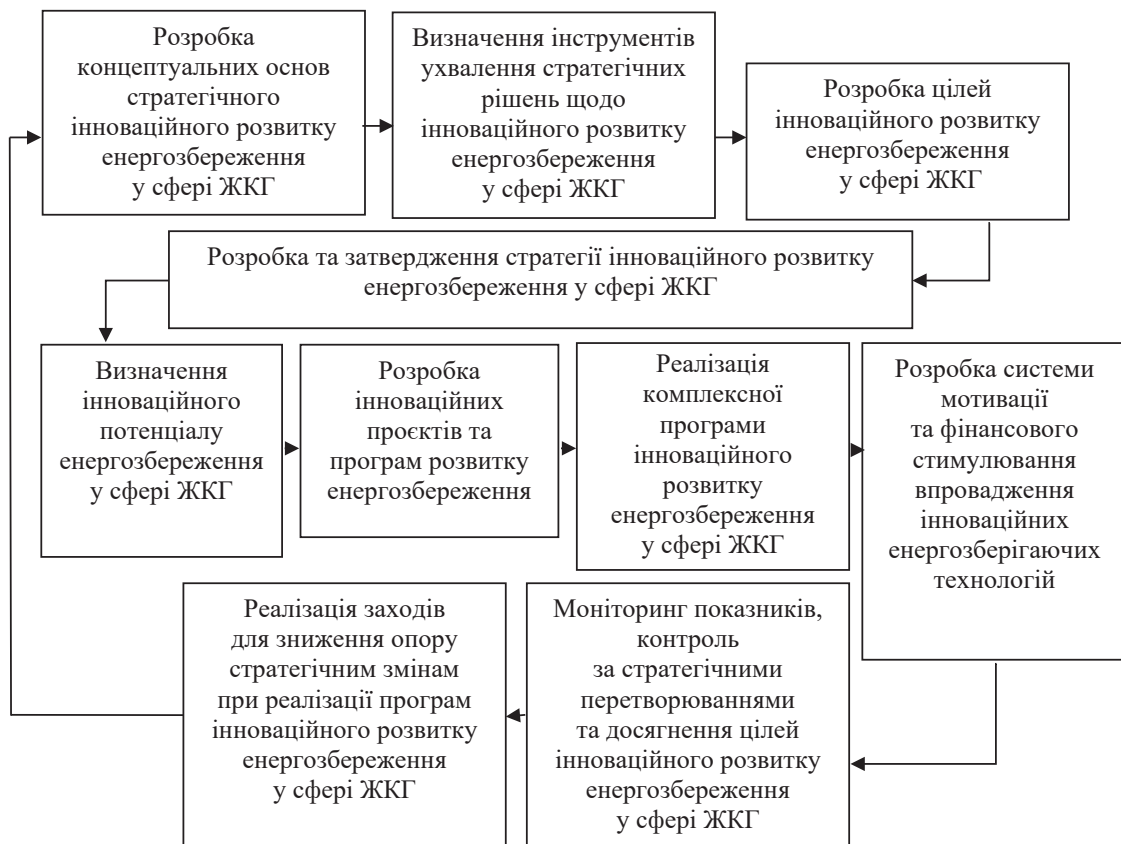 Розробка
концептуальних основ
стратегічного
інноваційного розвитку
енергозбереження
у сфері ЖКГ
Визначення інструментів
ухвалення стратегічних
рішень щодо
інноваційного розвитку
енергозбереження
у сфері ЖКГ
Розробка цілей
інноваційного розвитку
енергозбереження
у сфері ЖКГ
Розробка та затвердження стратегії інноваційного розвитку
енергозбереження у сфері ЖКГ
Визначення
інноваційного
потенціалу
енергозбереження
у сфері ЖКГ
Розробка
інноваційних
проєктів та
програм розвитку
енергозбереження
Реалізація
комплексної
програми
інноваційного
розвитку
енергозбереження
у сфері ЖКГ
Розробка системи
мотивації
та фінансового
стимулювання
впровадження
інноваційних
енергозберігаючих
технологій
Реалізація заходів
для зниження опору
стратегічним змінам
при реалізації програм
інноваційного розвитку
енергозбереження
у сфері ЖКГ
Моніторинг показників,
контроль
за стратегічними
перетворюваннями
та досягнення цілей
інноваційного розвитку
енергозбереження
у сфері ЖКГ